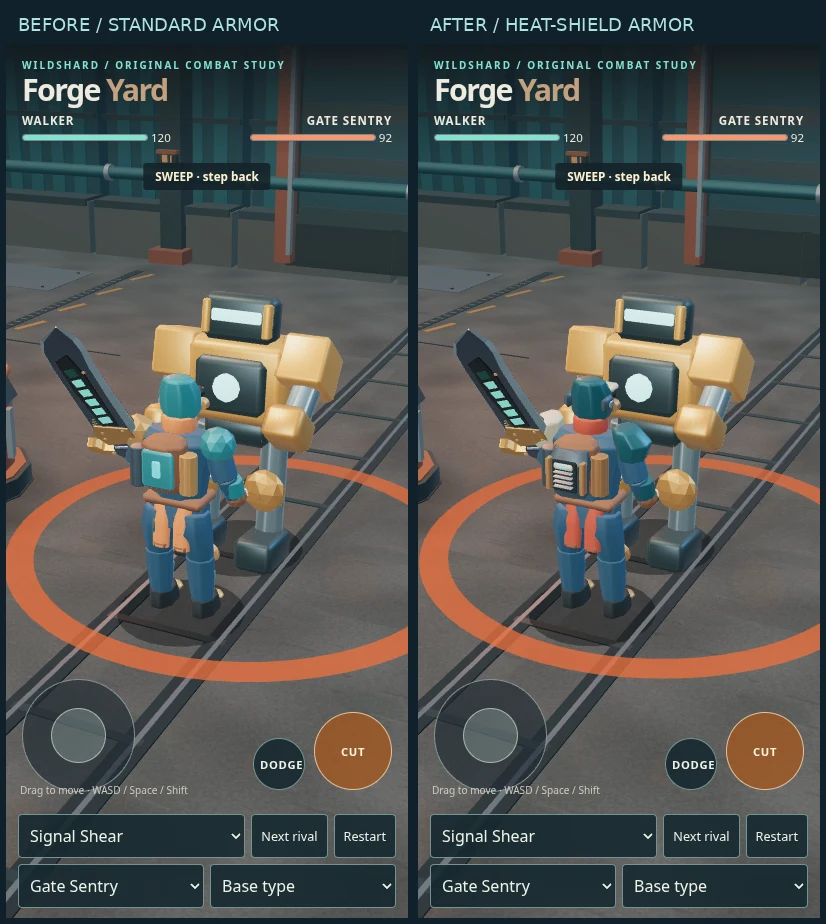 BEFORE / STANDARD ARMOR
WILDSHARD / ORIGINAL COMBAT STUDY
Forge Yard
WALKER
120
GATE SENTRY
92
SWEEP · step back
CUT
DODGE
Drag to move · WASD / Space / Shift
Signal Shear
Next rival
Restart
Gate Sentry
Base type
AFTER / HEAT-SHIELD ARMOR
WILDSHARD / ORIGINAL COMBAT STUDY
Forge Yard
WALKER
120
GATE SENTRY
92
SWEEP · step back
CUT
DODGE
Drag to move · WASD / Space / Shift
Signal Shear
Next rival
Restart
Gate Sentry
Base type